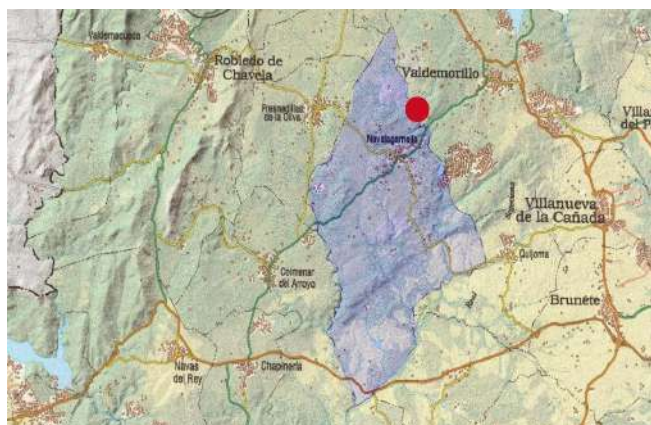 Valdemaqueda
Robledo de
Chavela
Fresnedillas
de la Oliva
Valdemorillo
Navalagamella
Villanueva
de la Cañada
Quijorna
Colmenar
del Arroyo
Brunete
Navas
del Rey
Chapinería